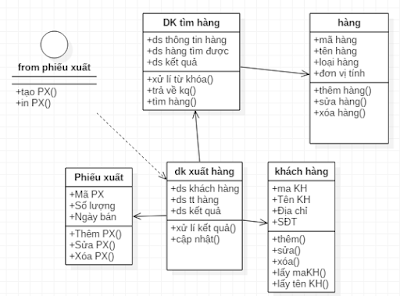 DK tìm hàng
+ds thông tin hàng
+ds hàng tìm được
+ds kết quả
+xử lí từ khóa()
+trả về kq()
+tìm hàng()
hàng
+mã hàng
+tên hàng
+loại hàng
+đơn vị tính
+thêm hàng()
+sửa hàng()
+xóa hàng()
from phiếu xuất
+tạo PX()
+in PX()
Phiếu xuất
+Mã PX
+Số lượng
+Ngày bán
+Thêm PX()
+Sửa PX()
+Xóa PX()
dk xuất hàng
+ds khách hàng
+ds tt hàng
+ds kết quả
+xử lí kết quả()
+cập nhật()
khách hàng
+ma KH
+Tên KH
+Địa chỉ
+SĐT
+thêm()
+sửa()
+xóa()
+lấy maKH()
+lấy tên KH()